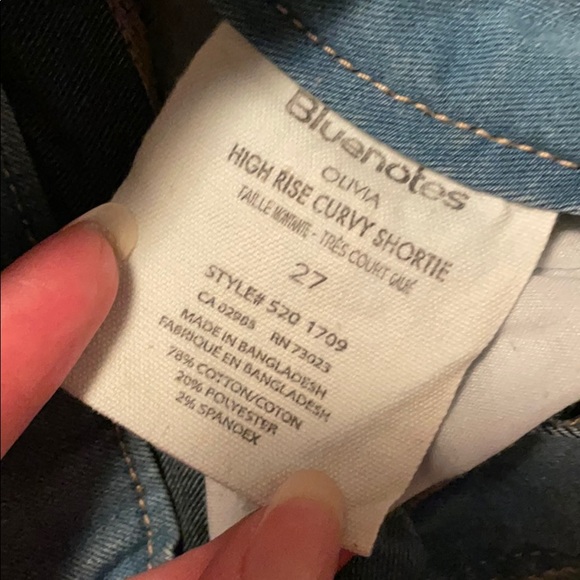 Bluenotes
OLIVIA
HIGH RISE CURVY SHORTIE
TAILLE MONTANTE - TRÈS COURT GALBÉ
27
STYLE# 520 1709
CA 02985 RN 73023
MADE IN BANGLADESH
FABRIQUÉ EN BANGLADESH
78% COTTON/COTON
20% POLYESTER
2% SPANDEX